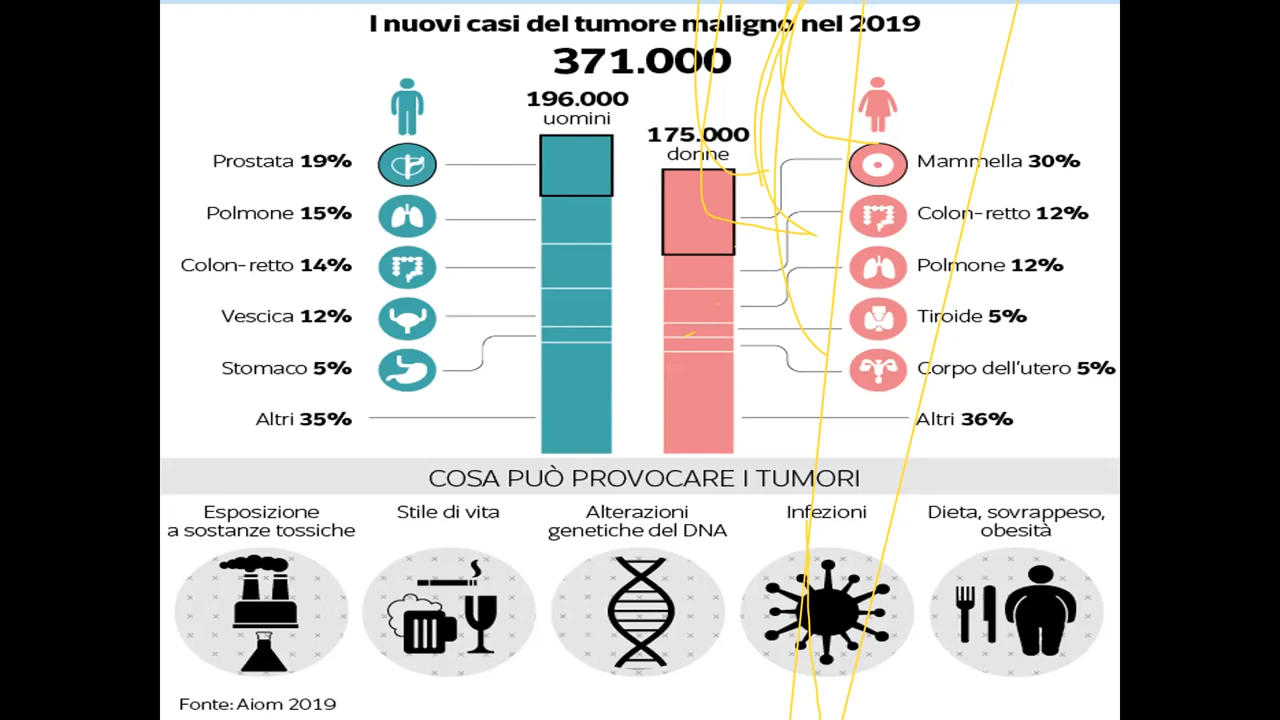 I nuovi casi del tumore maligno nel 2019
371.000
196.000
uomini
175.000
donne
Prostata 19%
Polmone 15%
Colon-retto 14%
Vescica 12%
Stomaco 5%
Altri 35%
Mammella 30%
Colon-retto 12%
Polmone 12%
Tiroide 5%
Corpo dell'utero 5%
Altri 36%
COSA PUÒ PROVOCARE I TUMORI
Esposizione
a sostanze tossiche
Stile di vita
Alterazioni
genetiche del DNA
Infezioni
Dieta, sovrappeso,
obesità
Fonte: Aiom 2019